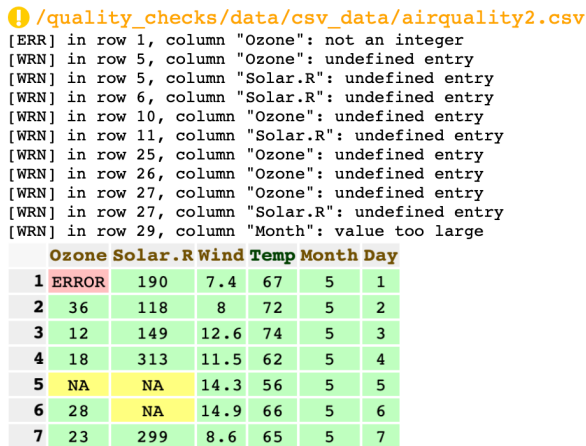 ! /quality_checks/data/csv_data/airquality2.csv
[ERR] in row 1, column "Ozone": not an integer
[WRN] in row 5, column "Ozone": undefined entry
[WRN] in row 5, column "Solar.R": undefined entry
[WRN] in row 6, column "Solar.R": undefined entry
[WRN] in row 10, column "Ozone": undefined entry
[WRN] in row 11, column "Solar.R": undefined entry
[WRN] in row 25, column "Ozone": undefined entry
[WRN] in row 26, column "Ozone": undefined entry
[WRN] in row 27, column "Ozone": undefined entry
[WRN] in row 27, column "Solar.R": undefined entry
[WRN] in row 29, column "Month": value too large
Ozone Solar.R Wind Temp Month Day
1 ERROR 190 7.4 67 5 1
2 36 118 8 72 5 2
3 12 149 12.6 74 5 3
4 18 313 11.5 62 5 4
5 NA NA 14.3 56 5 5
6 28 NA 14.9 66 5 6
7 23 299 8.6 65 5 7